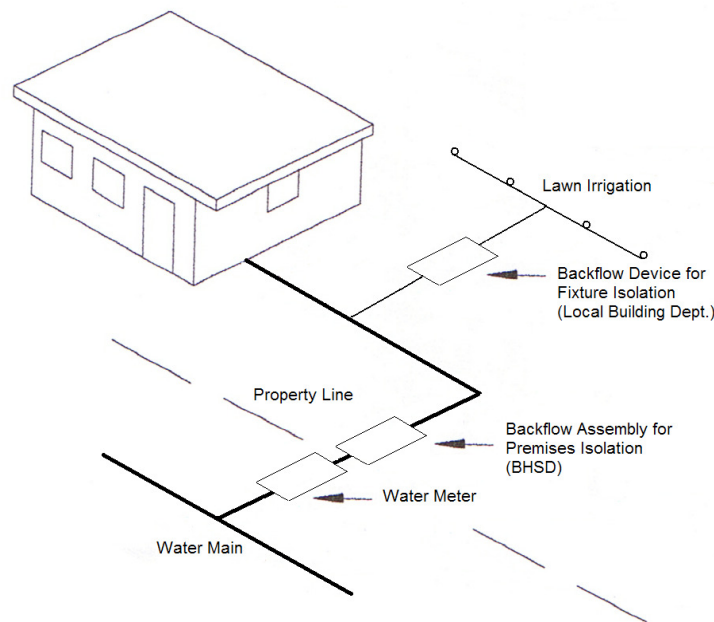 Lawn Irrigation
Backflow Device for
Fixture Isolation
(Local Building Dept.)
Property Line
Backflow Assembly for
Premises Isolation
(BHSD)
Water Meter
Water Main